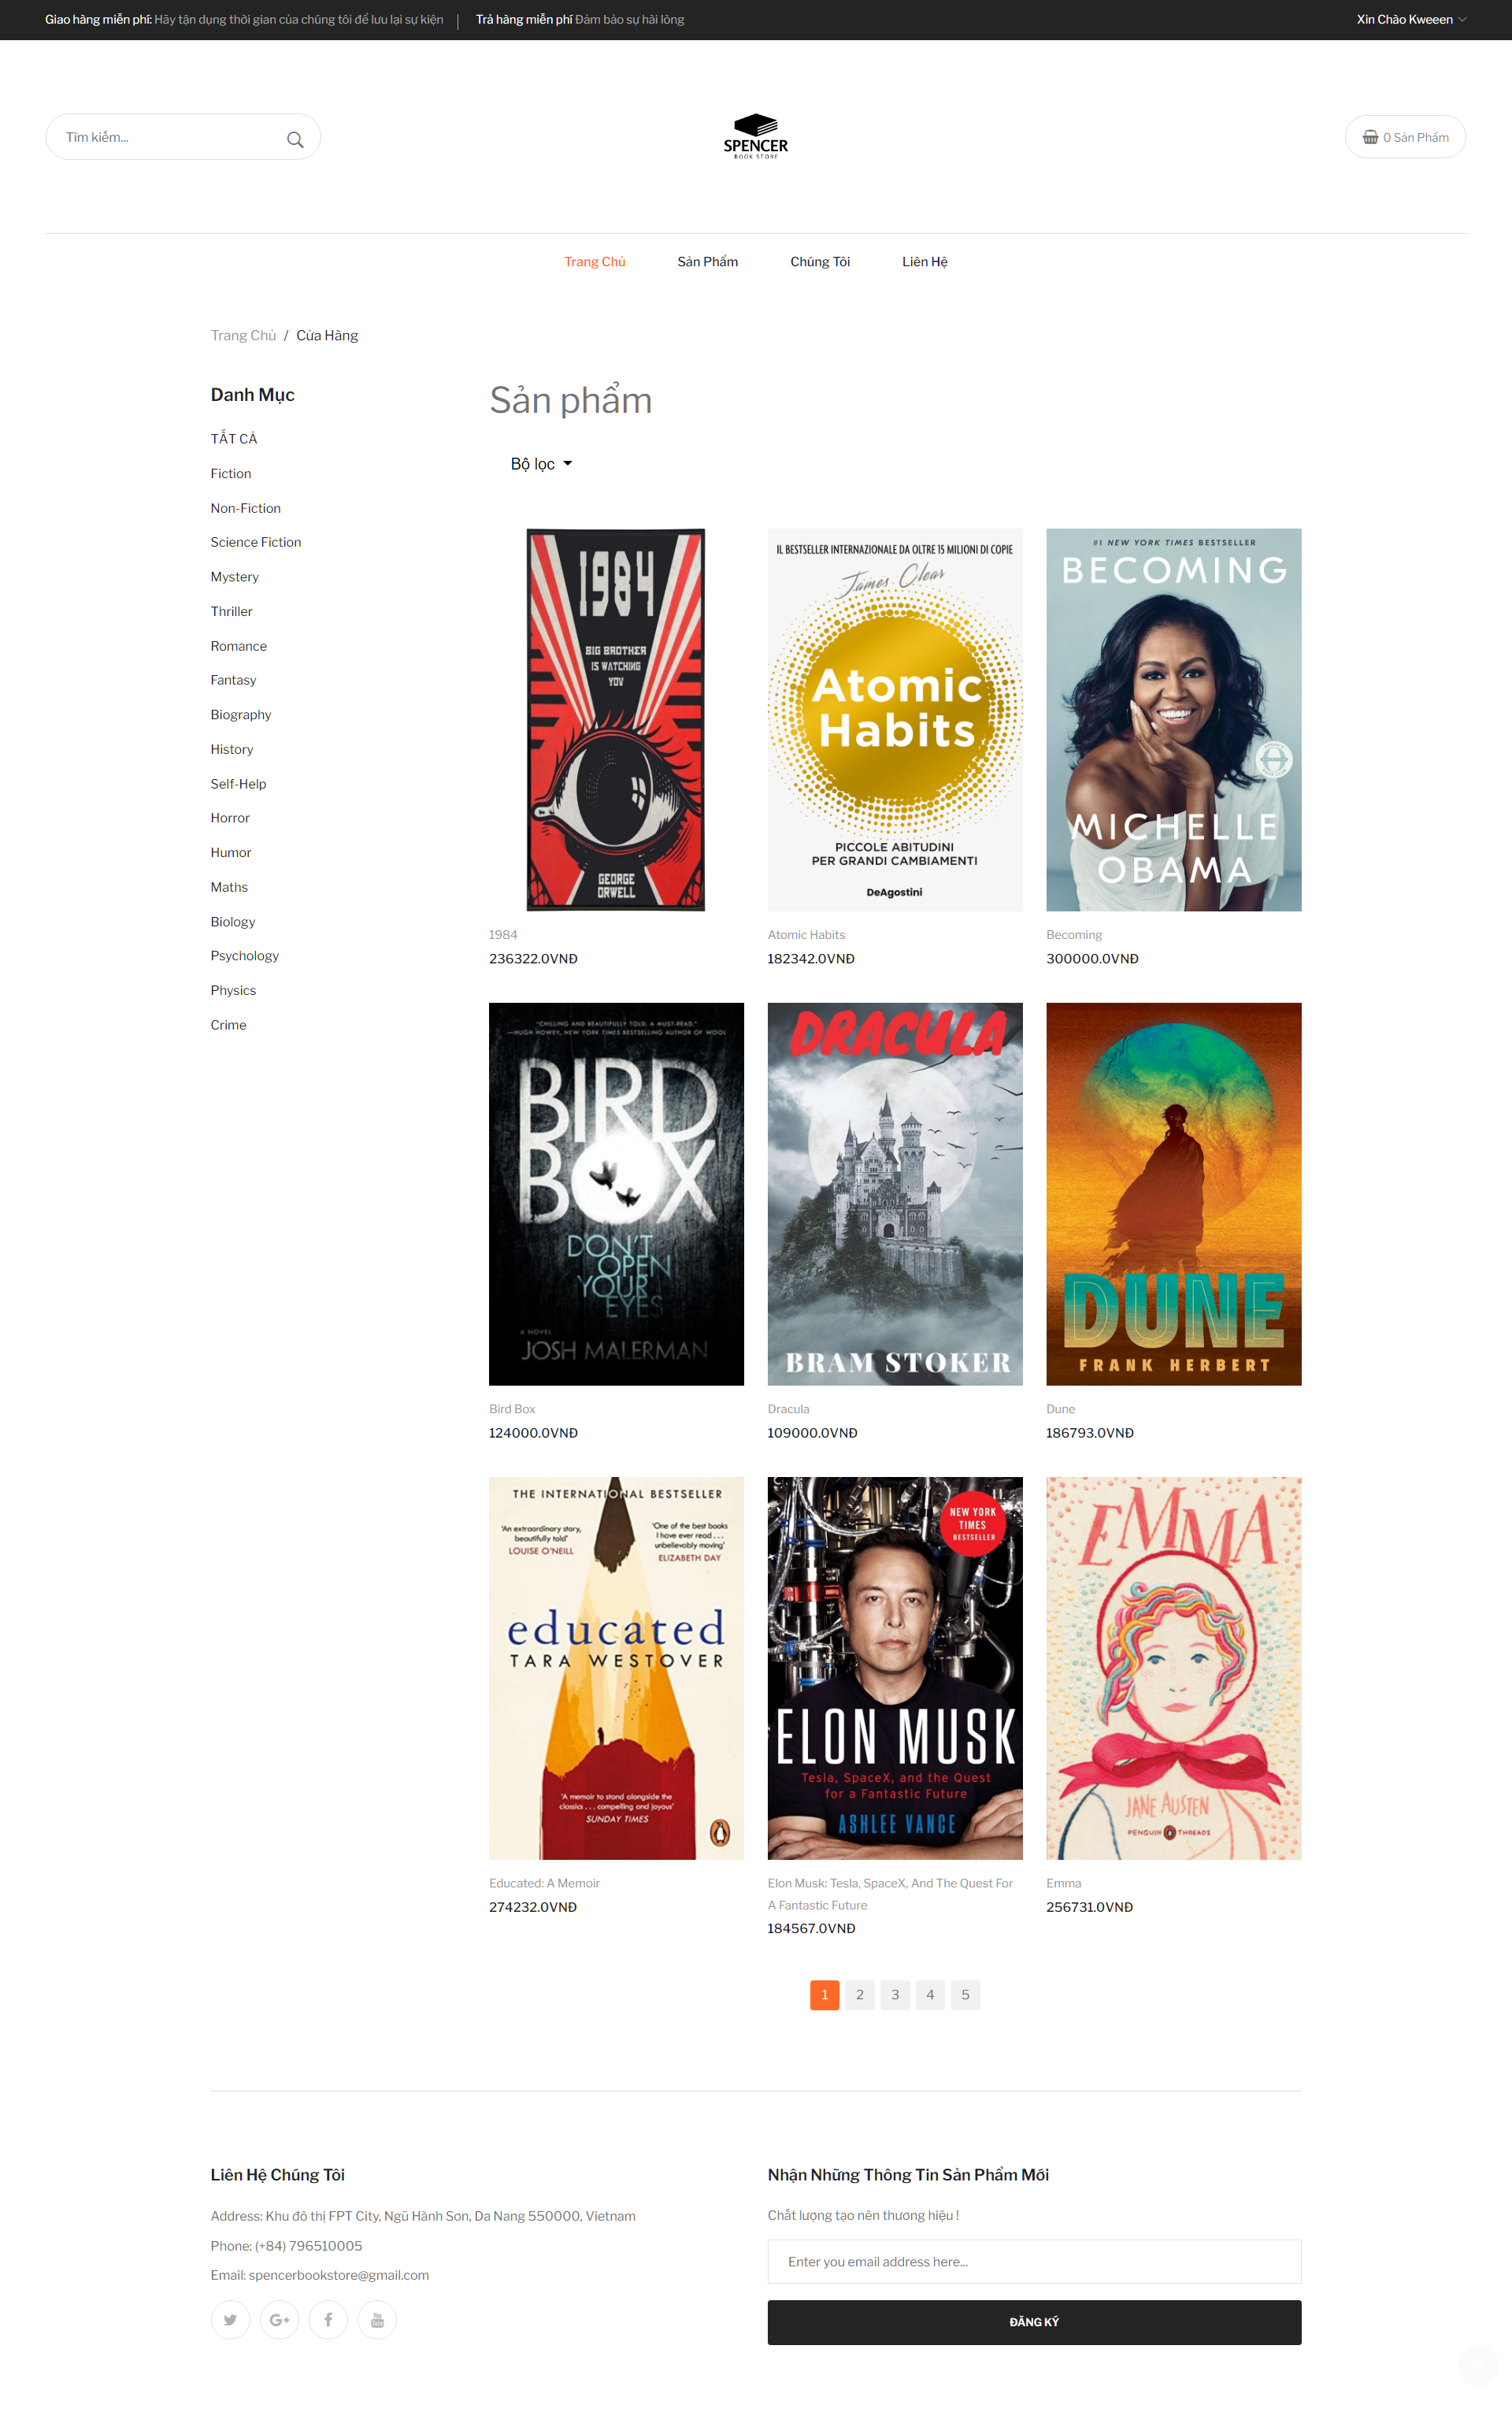 Giao hàng miễn phí: Hãy tận dụng thời gian của chúng tôi để lưu lại sự kiện
Trả hàng miễn phí Đảm bảo sự hài lòng
Xin Chào Kweeen
Tìm kiếm...
SPENCER
BOOK STORE
0 Sản Phẩm
Trang Chủ
Sản Phẩm
Chúng Tôi
Liên Hệ
Trang Chủ / Cửa Hàng
Danh Mục
TẤT CẢ
Fiction
Non-Fiction
Science Fiction
Mystery
Thriller
Romance
Fantasy
Biography
History
Self-Help
Horror
Humor
Maths
Biology
Psychology
Physics
Crime
Sản phẩm
Bộ lọc
1984
BIG BROTHER
IS WATCHING
YOV
GEORGE
ORWELL
1984
236322.0VNĐ
IL BESTSELLER INTERNAZIONALE DA OLTRE 15 MILIONI DI COPIE
James Clear
Atomic
Habits
PICCOLE ABITUDINI
PER GRANDI CAMBIAMENTI
DeAgostini
Atomic Habits
182342.0VNĐ
#1 NEW YORK TIMES BESTSELLER
BECOMING
MICHELLE
OBAMA
Becoming
300000.0VNĐ
"CHILLING AND BEAUTIFULLY TOLD. A MUST-READ."
—HUGH HOWEY, NEW YORK TIMES BESTSELLING AUTHOR OF WOOL
BIRD
BOX
DON'T
OPEN
YOUR
EYES
A NOVEL
JOSH MALERMAN
Bird Box
124000.0VNĐ
DRACULA
BRAM STOKER
Dracula
109000.0VNĐ
DUNE
FRANK HERBERT
Dune
186793.0VNĐ
THE INTERNATIONAL BESTSELLER
'An extraordinary story,
beautifully told'
LOUISE O'NEILL
'One of the best books
I have ever read . . .
unbelievably moving'
ELIZABETH DAY
educated
TARA WESTOVER
'A memoir to stand alongside the
classics . . . compelling and joyous'
SUNDAY TIMES
Educated: A Memoir
274232.0VNĐ
NEW YORK
TIMES
BESTSELLER
ELON MUSK
Tesla, SpaceX, and the Quest
for a Fantastic Future
ASHLEE VANCE
Elon Musk: Tesla, SpaceX, And The Quest For
A Fantastic Future
184567.0VNĐ
EMMA
JANE AUSTEN
PENGUIN THREADS
Emma
256731.0VNĐ
1 2 3 4 5
Liên Hệ Chúng Tôi
Address: Khu đô thị FPT City, Ngũ Hành Sơn, Da Nang 550000, Vietnam
Phone: (+84) 796510005
Email: spencerbookstore@gmail.com
Nhận Những Thông Tin Sản Phẩm Mới
Chất lượng tạo nên thương hiệu !
Enter you email address here...
ĐĂNG KÝ